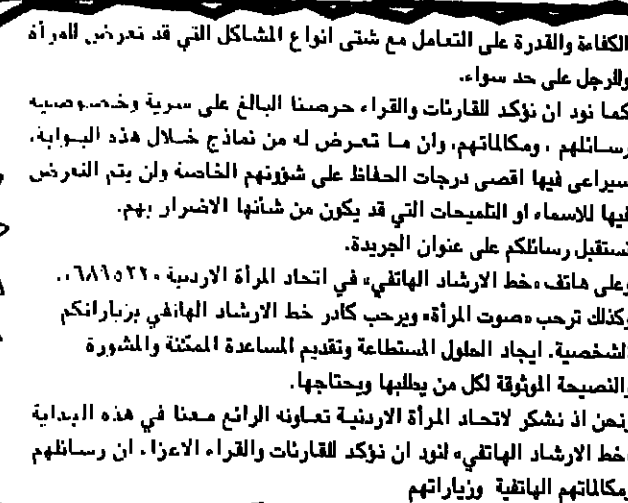 الكفاءة والقدرة على التعامل مع شتى انواع المشاكل التي قد تعرض للمرأة
وللرجل على حد سواء.
كما نود ان نؤكد للقارئات والقراء حرصنا البالغ على سرية وخصوصية
رسائلهم ، ومكالماتهم، وان ما تعرض له من نماذج خلال هذه البوابة،
سيراعى فيها اقصى درجات الحفاظ على شؤونهم الخاصة ولن يتم التعرض
فيها للاسماء او التلميحات التي قد يكون من شأنها الاضرار بهم.
نستقبل رسائلكم على عنوان الجريدة.
وعلى هاتف «خط الارشاد الهاتفي» في اتحاد المرأة الاردنية
وكذلك ترحب «صوت المرأة» ويرحب كادر خط الارشاد الهاتفي بزياراتكم
الشخصية. ايجاد الحلول المستطاعة وتقديم المساعدة الممكنة والمشورة
والنصيحة الموثوقة لكل من يطلبها ويحتاجها.
ونحن اذ نشكر لاتحاد المرأة الاردنية تعاونه الرائع معنا في هذه البداية
«خط الارشاد الهاتفي» لنود ان نؤكد للقارئات والقراء الاعزاء ان رسائلهم
ومكالماتهم الهاتفية وزياراتهم